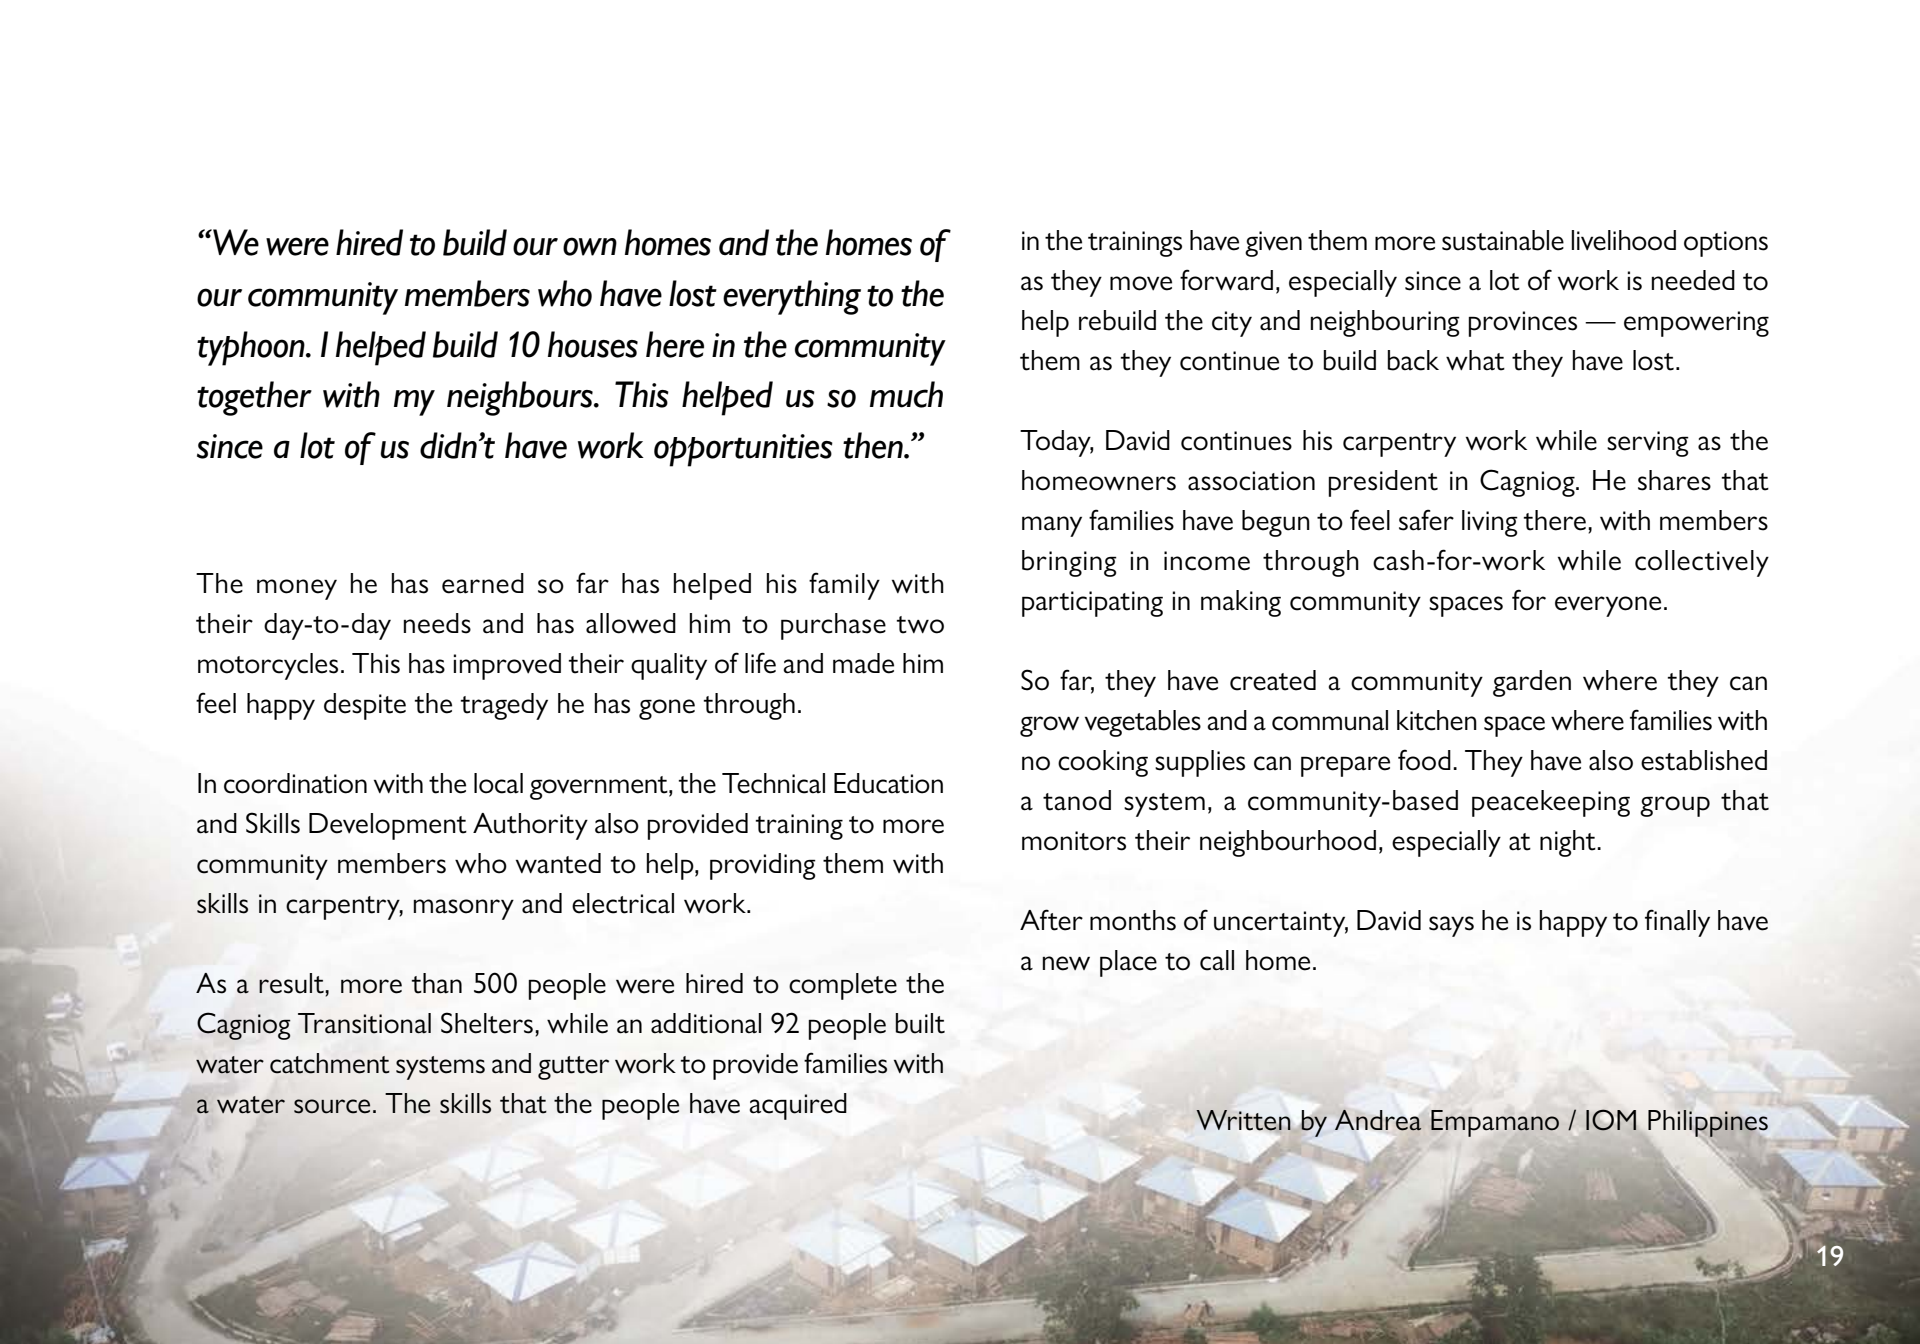 “We were hired to build our own homes and the homes of
our community members who have lost everything to the
typhoon. I helped build 10 houses here in the community
together with my neighbours. This helped us so much
since a lot of us didn’t have work opportunities then.”
The money he has earned so far has helped his family with
their day-to-day needs and has allowed him to purchase two
motorcycles. This has improved their quality of life and made him
feel happy despite the tragedy he has gone through.
In coordination with the local government, the Technical Education
and Skills Development Authority also provided training to more
community members who wanted to help, providing them with
skills in carpentry, masonry and electrical work.
As a result, more than 500 people were hired to complete the
Cagniog Transitional Shelters, while an additional 92 people built
water catchment systems and gutter work to provide families with
a water source. The skills that the people have acquired
in the trainings have given them more sustainable livelihood options
as they move forward, especially since a lot of work is needed to
help rebuild the city and neighbouring provinces — empowering
them as they continue to build back what they have lost.
Today, David continues his carpentry work while serving as the
homeowners association president in Cagniog. He shares that
many families have begun to feel safer living there, with members
bringing in income through cash-for-work while collectively
participating in making community spaces for everyone.
So far, they have created a community garden where they can
grow vegetables and a communal kitchen space where families with
no cooking supplies can prepare food. They have also established
a tanod system, a community-based peacekeeping group that
monitors their neighbourhood, especially at night.
After months of uncertainty, David says he is happy to finally have
a new place to call home.
Written by Andrea Empamano / IOM Philippines
19